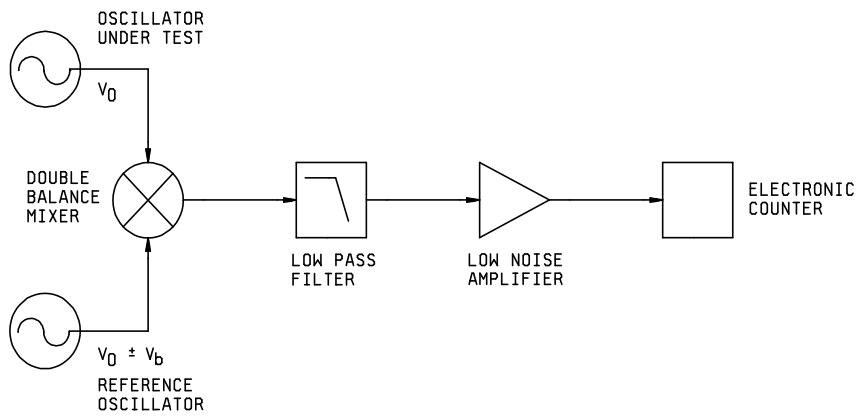 OSCILLATOR
UNDER TEST
V0
DOUBLE
BALANCE
MIXER
LOW PASS
FILTER
LOW NOISE
AMPLIFIER
ELECTRONIC
COUNTER
V0 ± Vb
REFERENCE
OSCILLATOR